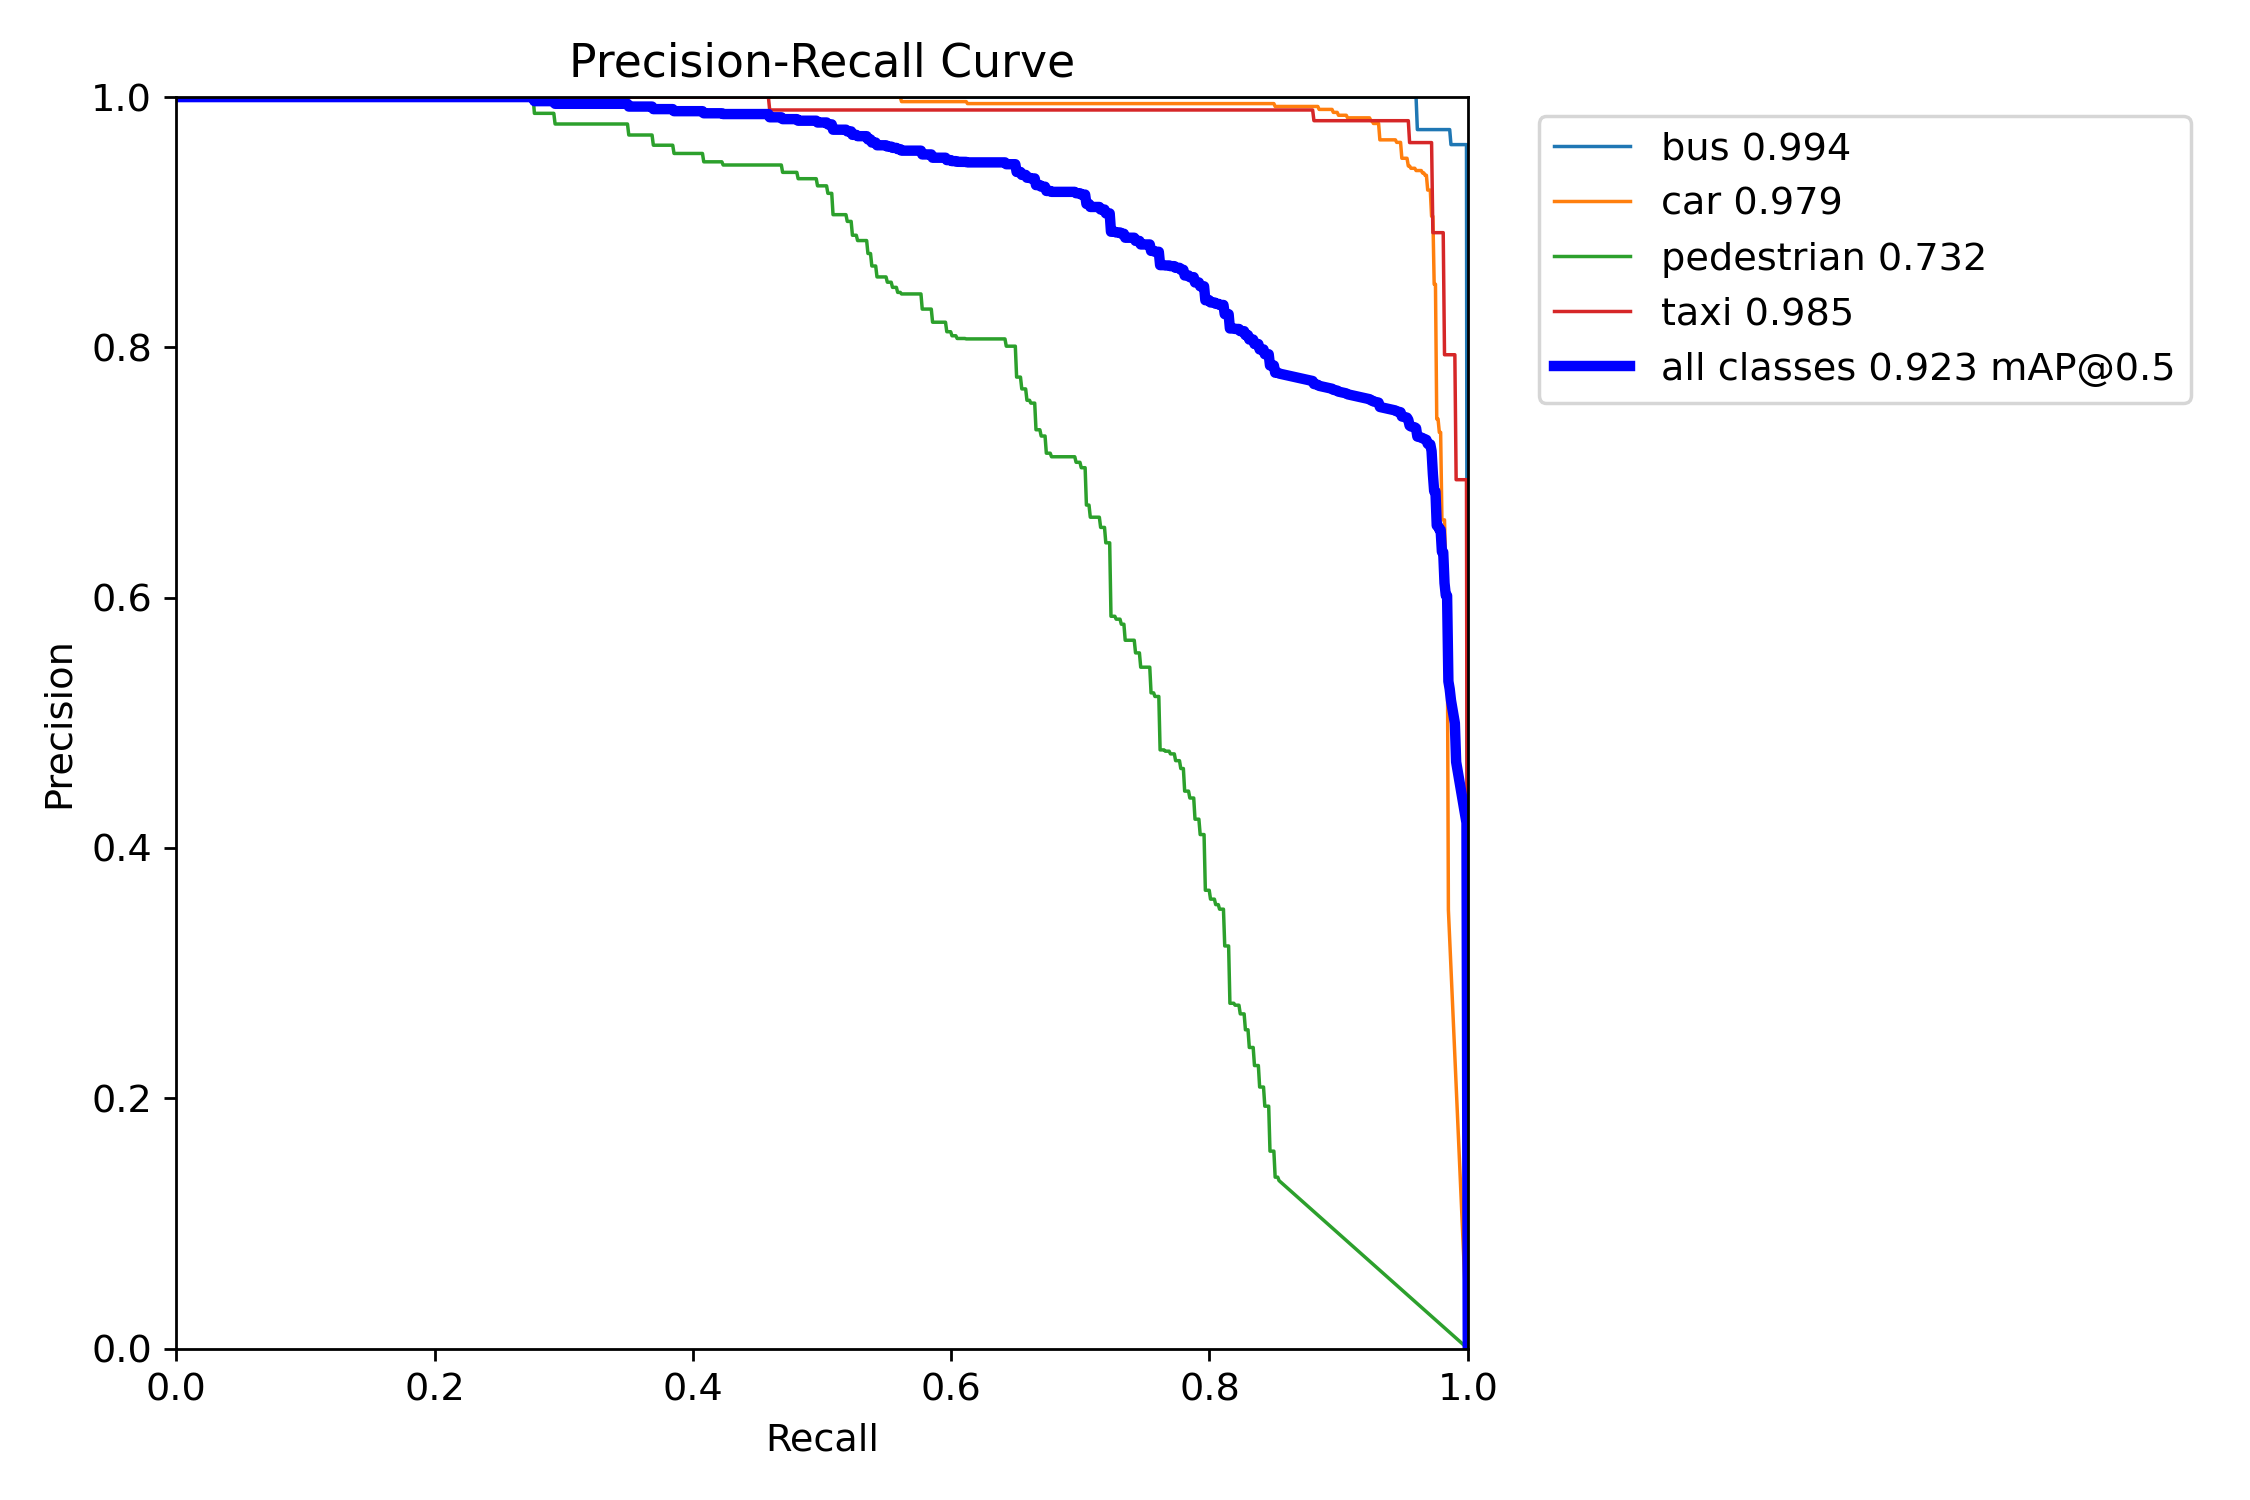 Precision-Recall Curve
1.0
0.8
0.6
0.4
0.2
0.0
Precision
0.0 0.2 0.4 0.6 0.8 1.0
Recall
bus 0.994
car 0.979
pedestrian 0.732
taxi 0.985
all classes 0.923 mAP@0.5